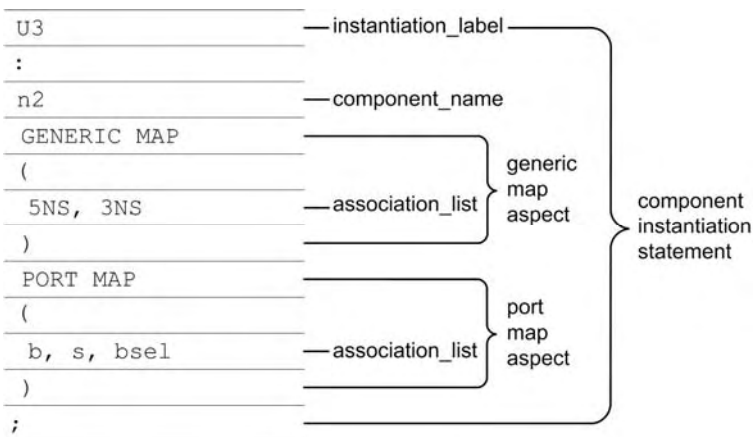 U3 instantiation_label
:
n2 component_name
GENERIC MAP
(
5NS, 3NS association_list
)
generic
map
aspect
PORT MAP
(
b, s, bsel association_list
)
port
map
aspect
;
component
instantiation
statement